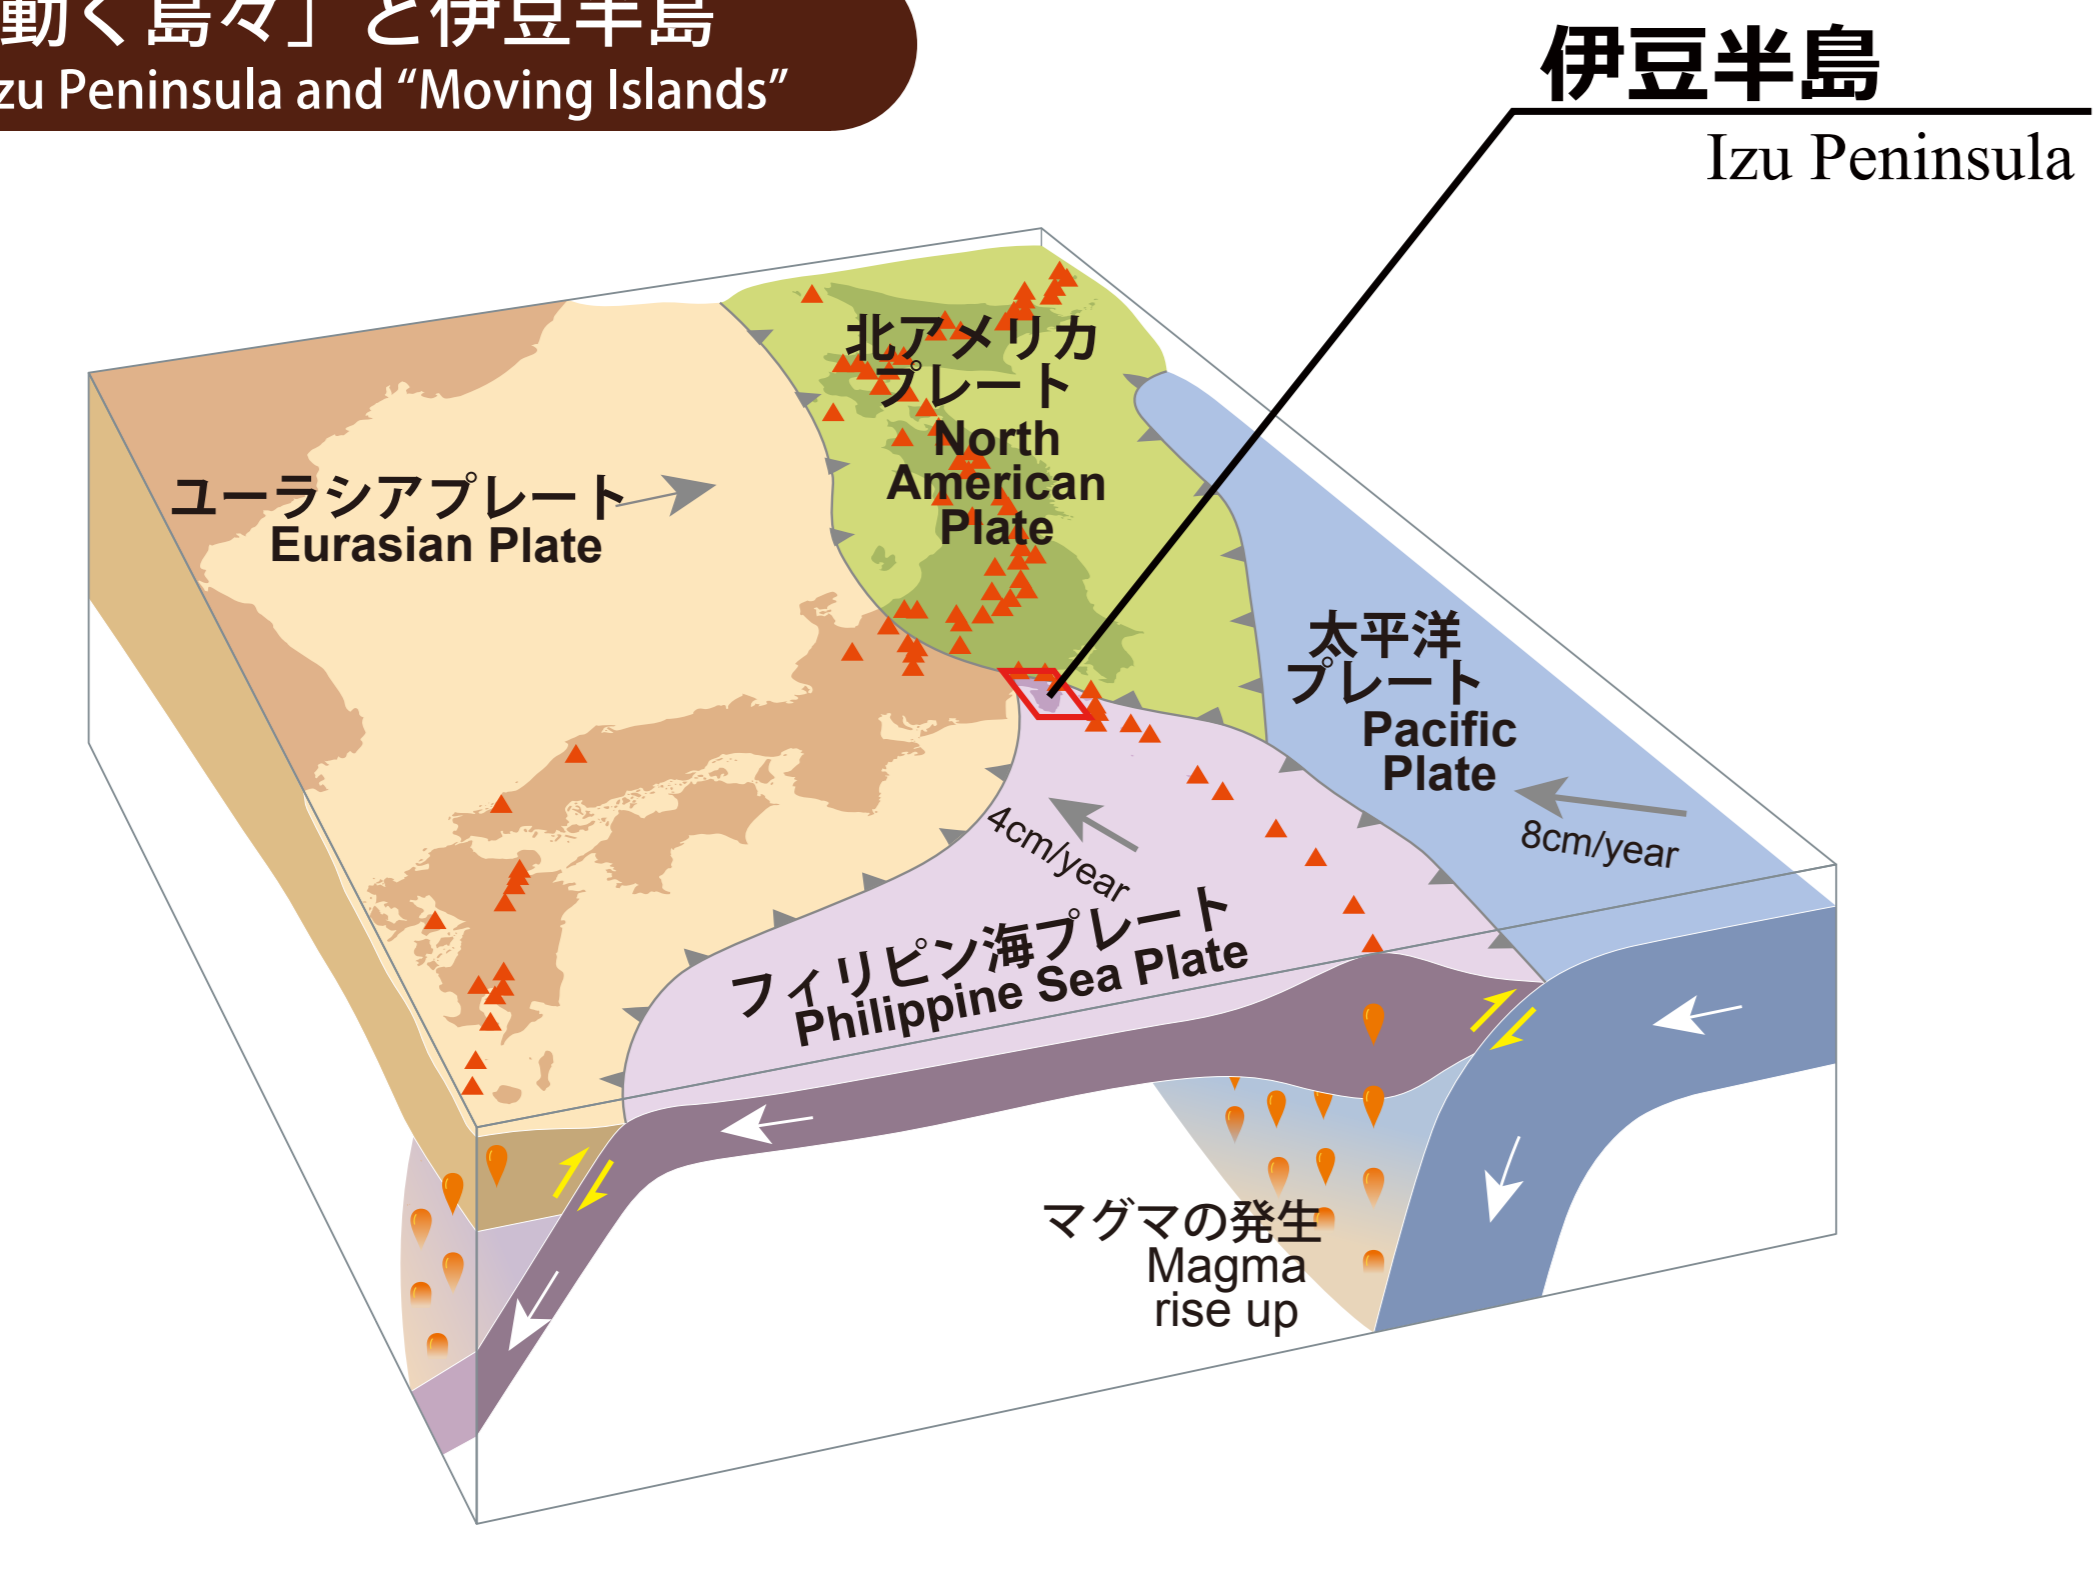 動く島々」と伊豆半島
zu Peninsula and “Moving Islands”
伊豆半島
Izu Peninsula
北アメリカ
プレート
North
American
Plate
ユーラシアプレート
Eurasian Plate
太平洋
プレート
Pacific
Plate
8cm/year
4cm/year
フィリピン海プレート
Philippine Sea Plate
マグマの発生
Magma
rise up